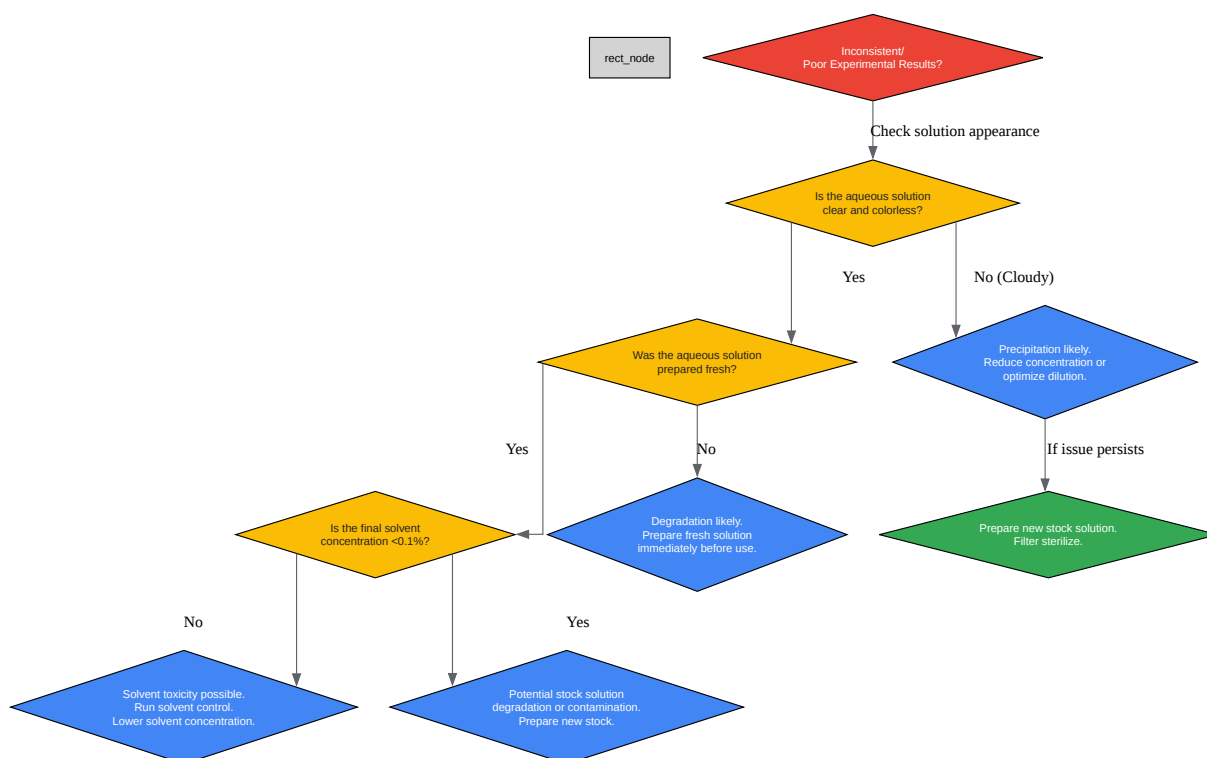 Inconsistent/
Poor Experimental Results?
rect_node
Check solution appearance
Is the aqueous solution
clear and colorless?
Yes
No (Cloudy)
Was the aqueous solution
prepared fresh?
Precipitation likely.
Reduce concentration or
optimize dilution.
Yes
No
If issue persists
Is the final solvent
concentration <0.1%?
Degradation likely.
Prepare fresh solution
immediately before use.
Prepare new stock solution.
Filter sterilize.
No
Yes
Solvent toxicity possible.
Run solvent control.
Lower solvent concentration.
Potential stock solution
degradation or contamination.
Prepare new stock.